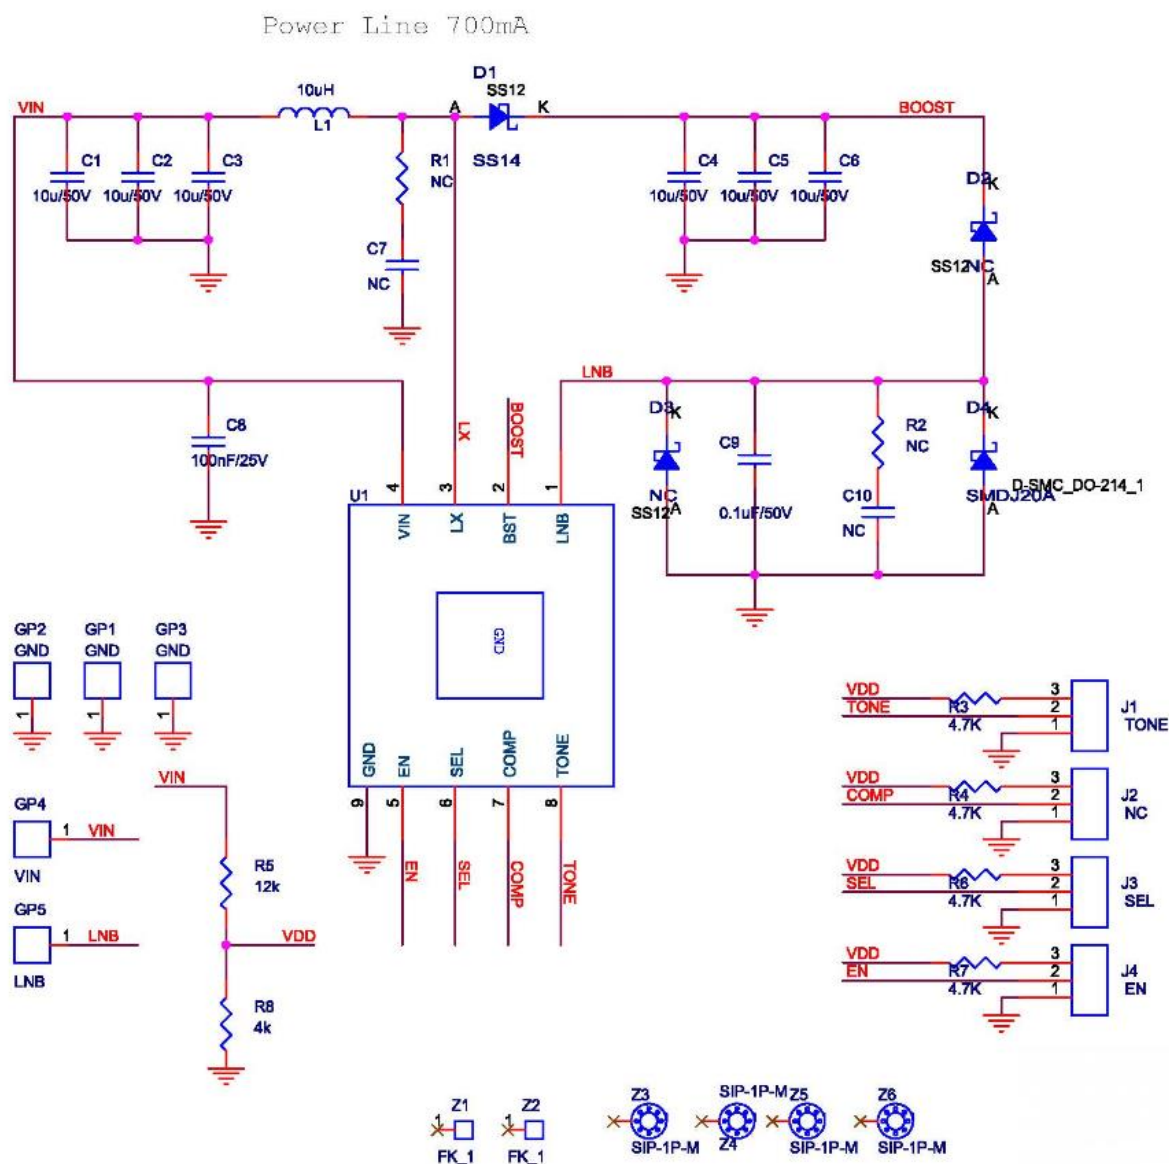 Power Line 700mA
D1
SS12
10uH
VIN
A
K
BOOST
L1
SS14
C1
C2
C3
R1
NC
C4
C5
C6
10u/50V
10u/50V
10u/50V
10u/50V
10u/50V
10u/50V
D2
K
C7
NC
SS12
NC
A
LNB
C8
100nF/25V
LX
BOOST
D3
K
C9
R2
NC
D4
K
U1
4
3
2
1
NC
SS12
A
0.1uF/50V
C10
NC
D-SMC_DO-214_1
SMDJ20A
A
VIN
LX
BST
LNB
GND
GP2
GP1
GP3
GND
GND
GND
1
1
1
GND
EN
SEL
COMP
TONE
9
5
6
7
8
EN
SEL
COMP
TONE
VDD
3
TONE
R3
2
J1
4.7K
1
TONE
VDD
3
COMP
R4
2
J2
4.7K
1
NC
VDD
3
SEL
R6
2
J3
4.7K
1
SEL
VDD
3
EN
R7
2
J4
4.7K
1
EN
VIN
GP4
1
VIN
VIN
R5
12k
GP5
1
LNB
VDD
LNB
R8
4k
1
Z1
1
Z2
Z3
SIP-1P-M
Z5
Z6
FK_1
FK_1
SIP-1P-M
Z4
SIP-1P-M
SIP-1P-M